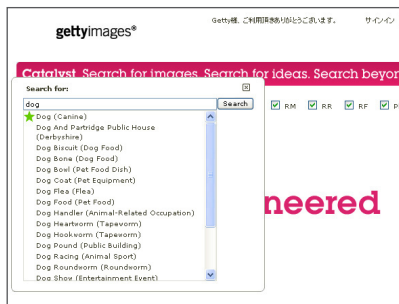 Getty様、ご利用頂きありがとうございます。 サインイン
gettyimages®
Catalyst Search for images. Search for ideas. Search beyon
Search for:
dog Search
RM RR RF
Dog (Canine)
Dog And Partridge Public House
(Derbyshire)
Dog Biscuit (Dog Food)
Dog Bone (Dog Food)
Dog Bowl (Pet Food Dish)
Dog Coat (Pet Equipment)
Dog Flea (Flea)
Dog Food (Pet Food)
Dog Handler (Animal-Related Occupation)
Dog Heartworm (Tapeworm)
Dog Hookworm (Tapeworm)
Dog Pound (Public Building)
Dog Racing (Animal Sport)
Dog Roundworm (Roundworm)
Dog Show (Entertainment Event)
neered